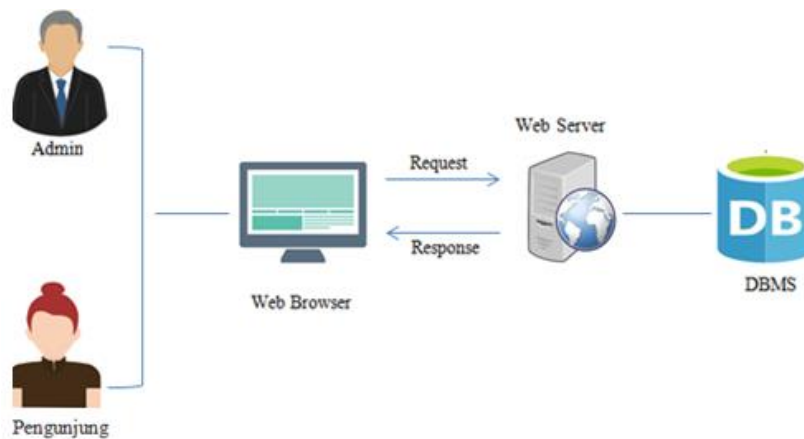 Admin
Web Server
Request
DB
Response
DBMS
Web Browser
Pengunjung